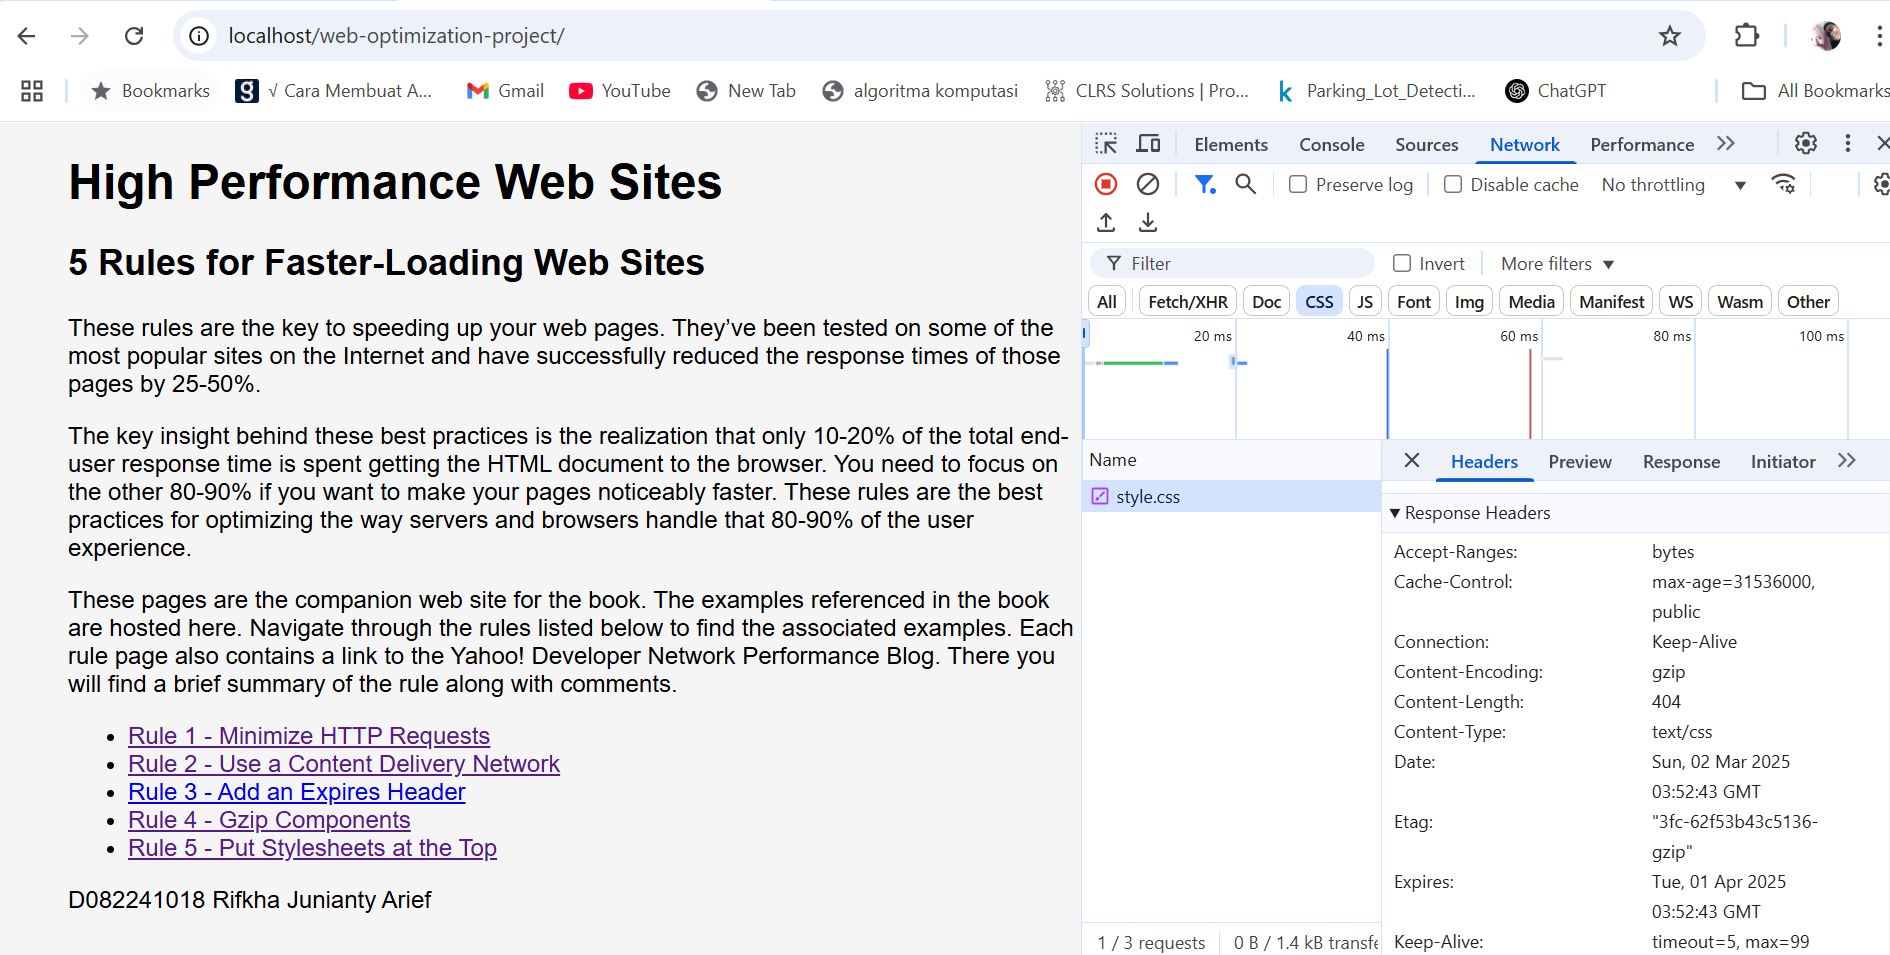 localhost/web-optimization-project/
Bookmarks √ Cara Membuat A... Gmail YouTube New Tab algoritma komputasi CLRS Solutions | Pro... Parking_Lot_Detecti... ChatGPT All Bookmarks
High Performance Web Sites
5 Rules for Faster-Loading Web Sites
These rules are the key to speeding up your web pages. They’ve been tested on some of the
most popular sites on the Internet and have successfully reduced the response times of those
pages by 25-50%.
The key insight behind these best practices is the realization that only 10-20% of the total end-
user response time is spent getting the HTML document to the browser. You need to focus on
the other 80-90% if you want to make your pages noticeably faster. These rules are the best
practices for optimizing the way servers and browsers handle that 80-90% of the user
experience.
These pages are the companion web site for the book. The examples referenced in the book
are hosted here. Navigate through the rules listed below to find the associated examples. Each
rule page also contains a link to the Yahoo! Developer Network Performance Blog. There you
will find a brief summary of the rule along with comments.
Rule 1 - Minimize HTTP Requests
Rule 2 - Use a Content Delivery Network
Rule 3 - Add an Expires Header
Rule 4 - Gzip Components
Rule 5 - Put Stylesheets at the Top
D082241018 Rifkha Junianty Arief
Elements Console Sources Network Performance
Preserve log Disable cache No throttling
Filter Invert More filters
All Fetch/XHR Doc CSS JS Font Img Media Manifest WS Wasm Other
20 ms 40 ms 60 ms 80 ms 100 ms
Name
style.css
1 / 3 requests 0 B / 1.4 kB transfe
Headers Preview Response Initiator
Response Headers
Accept-Ranges: bytes
Cache-Control: max-age=31536000,
public
Connection: Keep-Alive
Content-Encoding: gzip
Content-Length: 404
Content-Type: text/css
Date: Sun, 02 Mar 2025
03:52:43 GMT
Etag: "3fc-62f53b43c5136-
gzip"
Expires: Tue, 01 Apr 2025
03:52:43 GMT
Keep-Alive: timeout=5, max=99